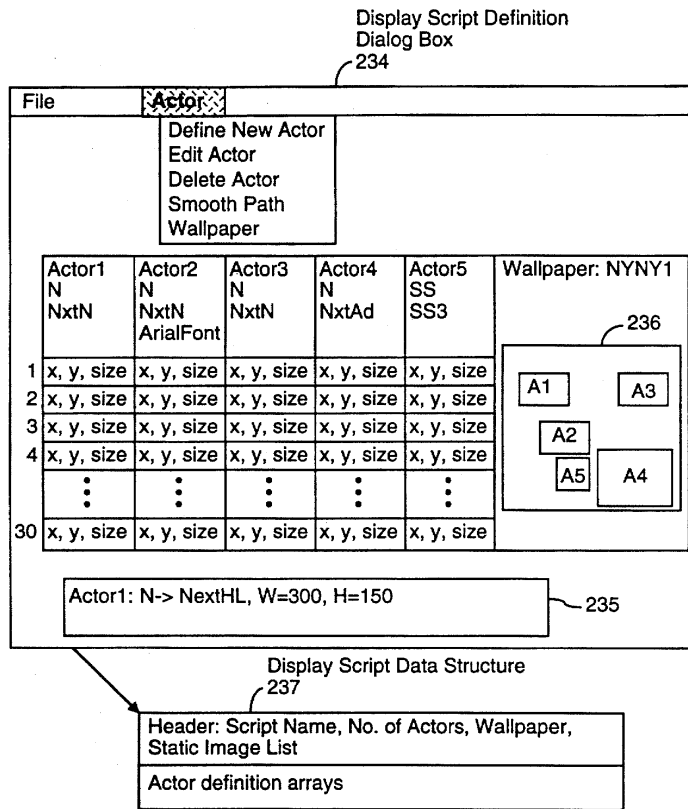 Display Script Definition
Dialog Box
234
File Actor
Define New Actor
Edit Actor
Delete Actor
Smooth Path
Wallpaper
Actor1 Actor2 Actor3 Actor4 Actor5 Wallpaper: NYNY1
N N N N SS
NxtN NxtN NxtN NxtAd SS3
ArialFont
236
1 x, y, size x, y, size x, y, size x, y, size x, y, size
2 x, y, size x, y, size x, y, size x, y, size x, y, size
3 x, y, size x, y, size x, y, size x, y, size x, y, size
4 x, y, size x, y, size x, y, size x, y, size x, y, size
30 x, y, size x, y, size x, y, size x, y, size x, y, size
A1 A3
A2
A5 A4
Actor1: N-> NextHL, W=300, H=150
235
Display Script Data Structure
237
Header: Script Name, No. of Actors, Wallpaper,
Static Image List
Actor definition arrays